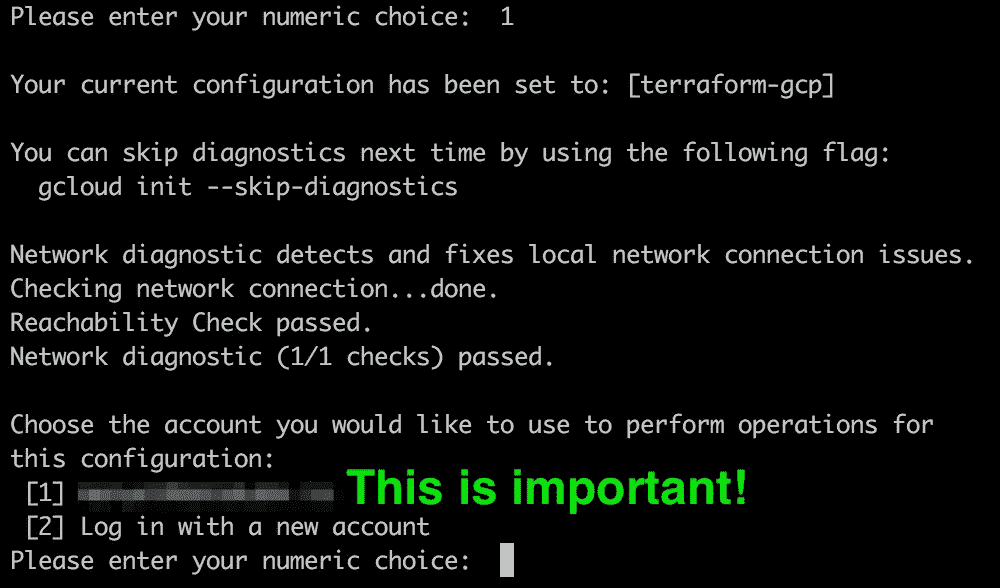 Please enter your numeric choice:  1
Your current configuration has been set to: [terraform-gcp]
You can skip diagnostics next time by using the following flag:
  gcloud init --skip-diagnostics
Network diagnostic detects and fixes local network connection issues.
Checking network connection...done.
Reachability Check passed.
Network diagnostic (1/1 checks) passed.
Choose the account you would like to use to perform operations for
this configuration:
 [1] This is important!
 [2] Log in with a new account
Please enter your numeric choice: